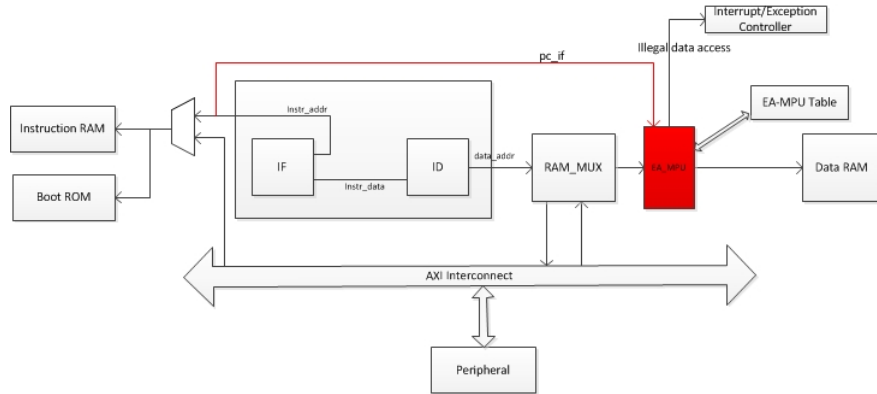 Interrupt/Exception
Controller
Illegal data access
pc_if
EA-MPU Table
Instr_addr
Instruction RAM
IF
ID
data_addr
RAM_MUX
EA_MPU
Data RAM
Instr_data
Boot ROM
AXI Interconnect
Peripheral